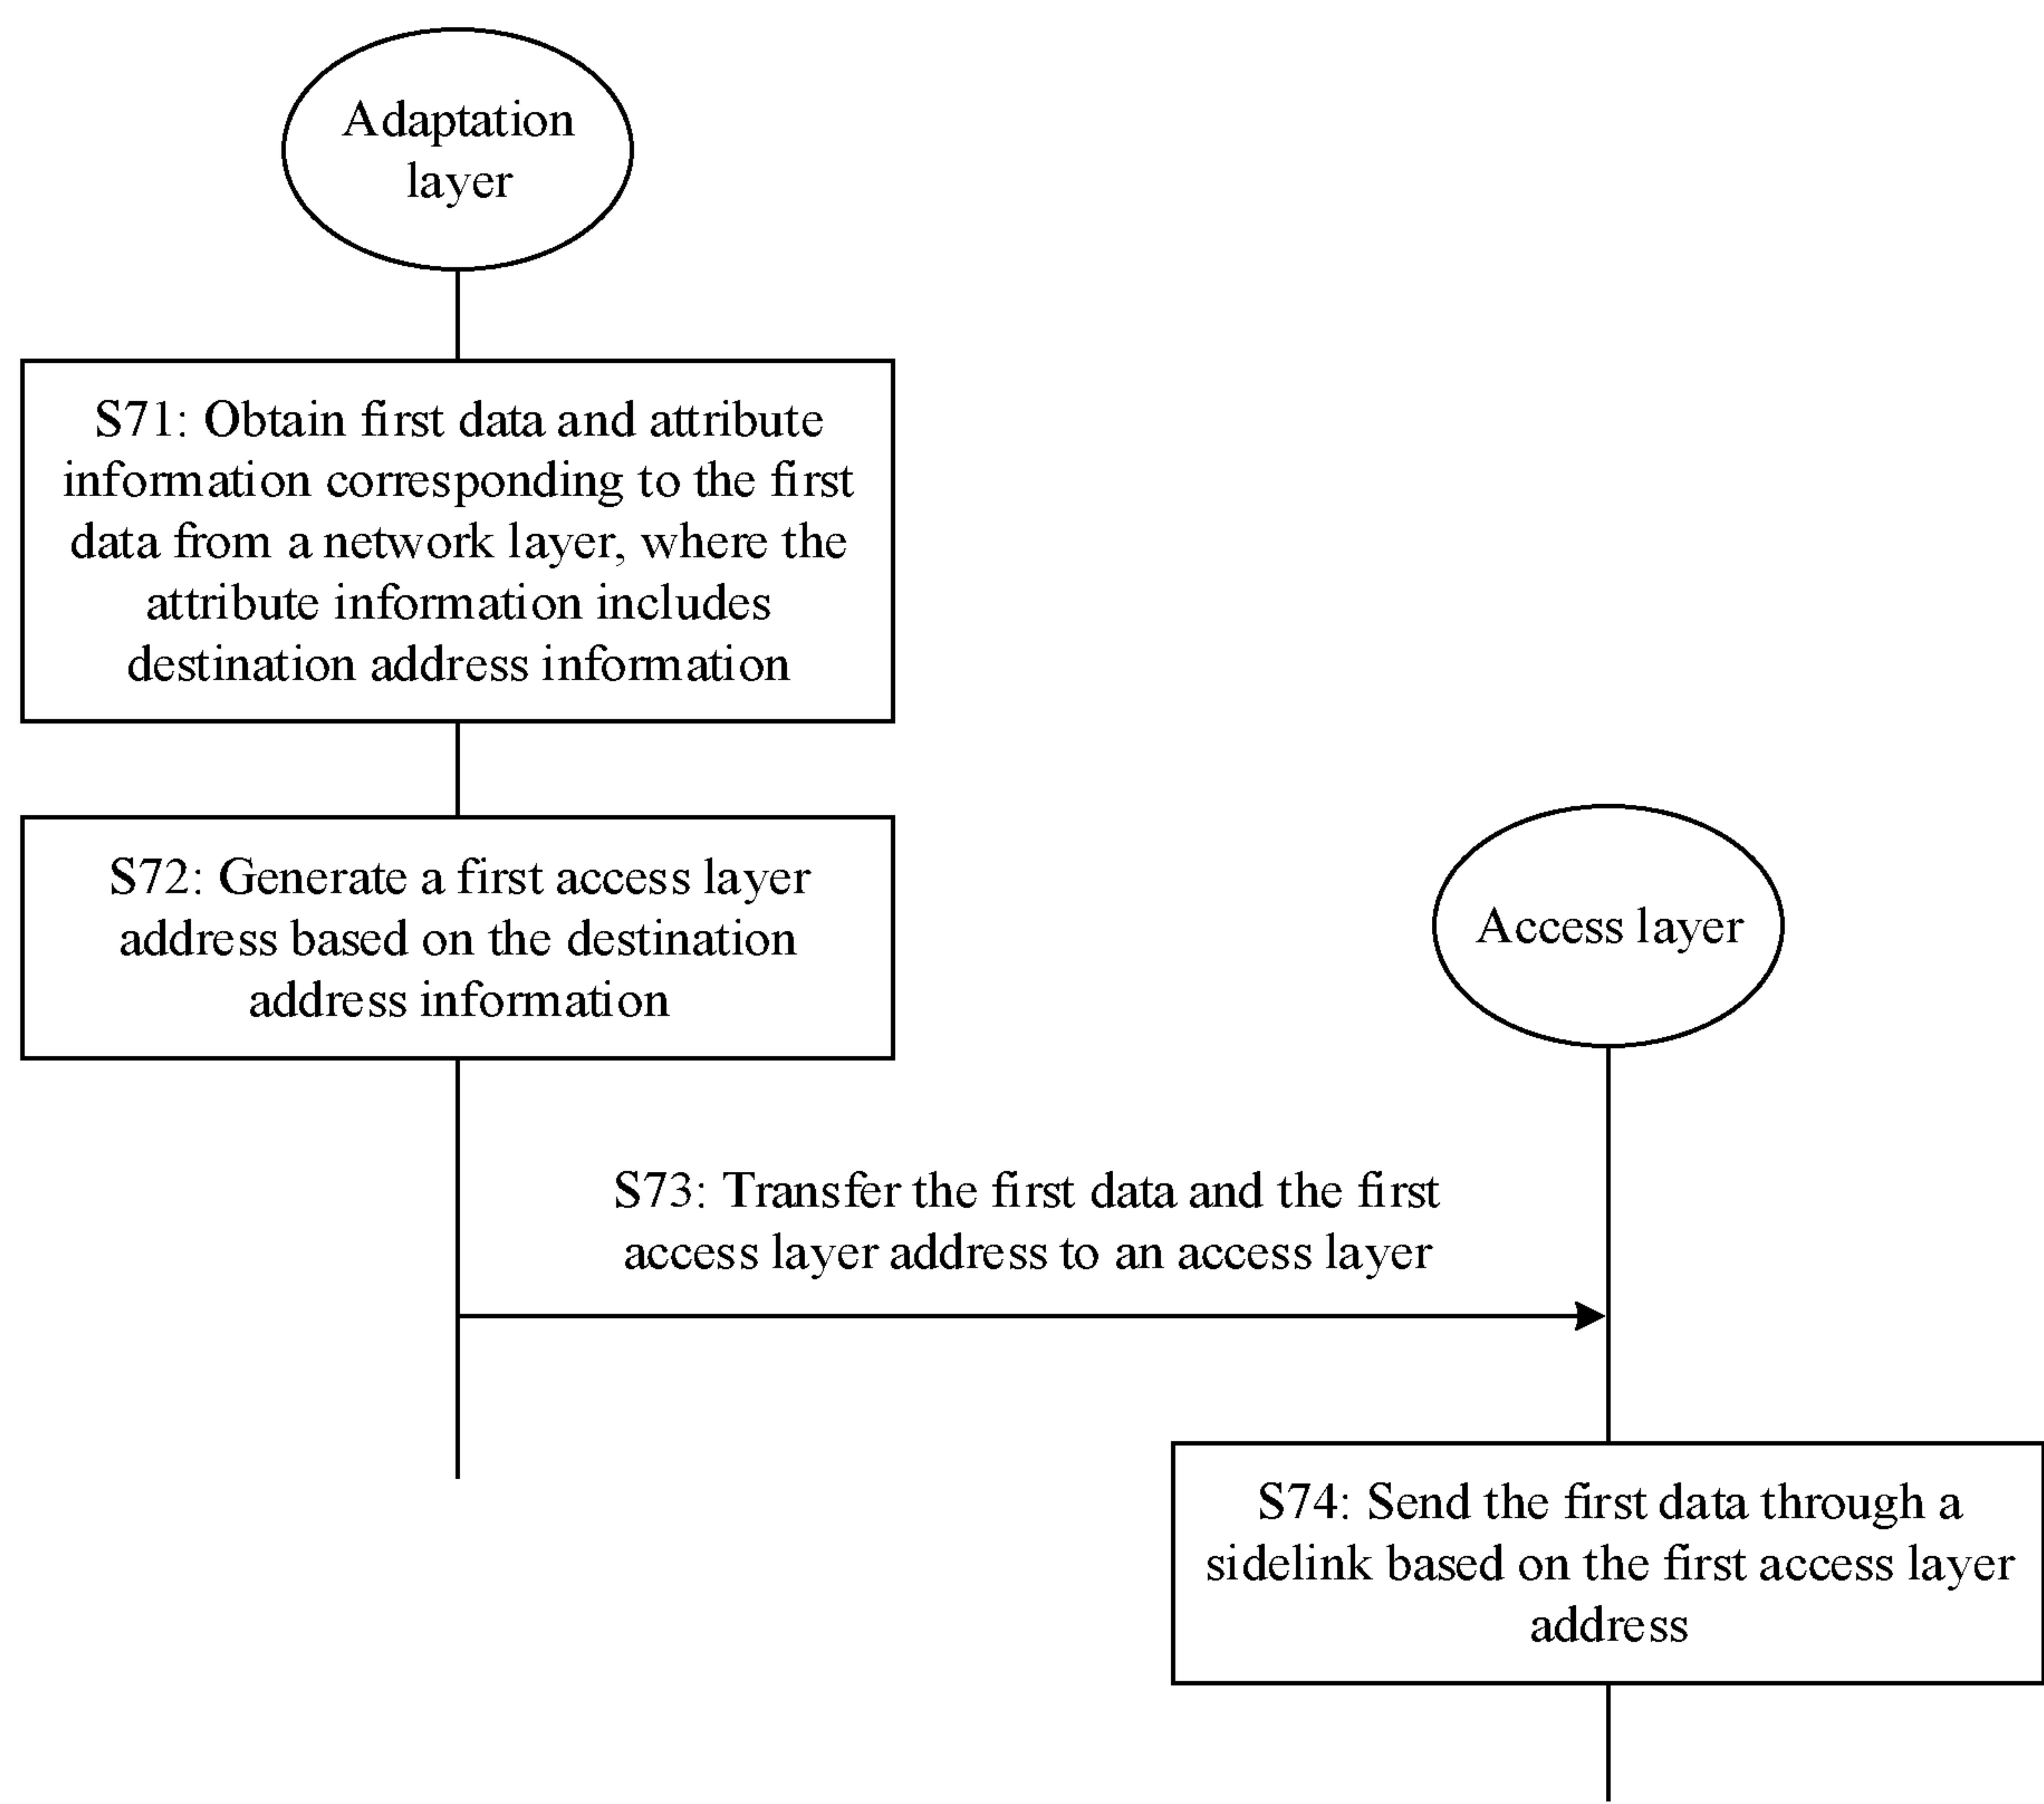 Adaptation
layer
S71: Obtain first data and attribute
information corresponding to the first
data from a network layer, where the
attribute information includes
destination address information
S72: Generate a first access layer
address based on the destination
address information
Access layer
S73: Transfer the first data and the first
access layer address to an access layer
S74: Send the first data through a
sidelink based on the first access layer
address